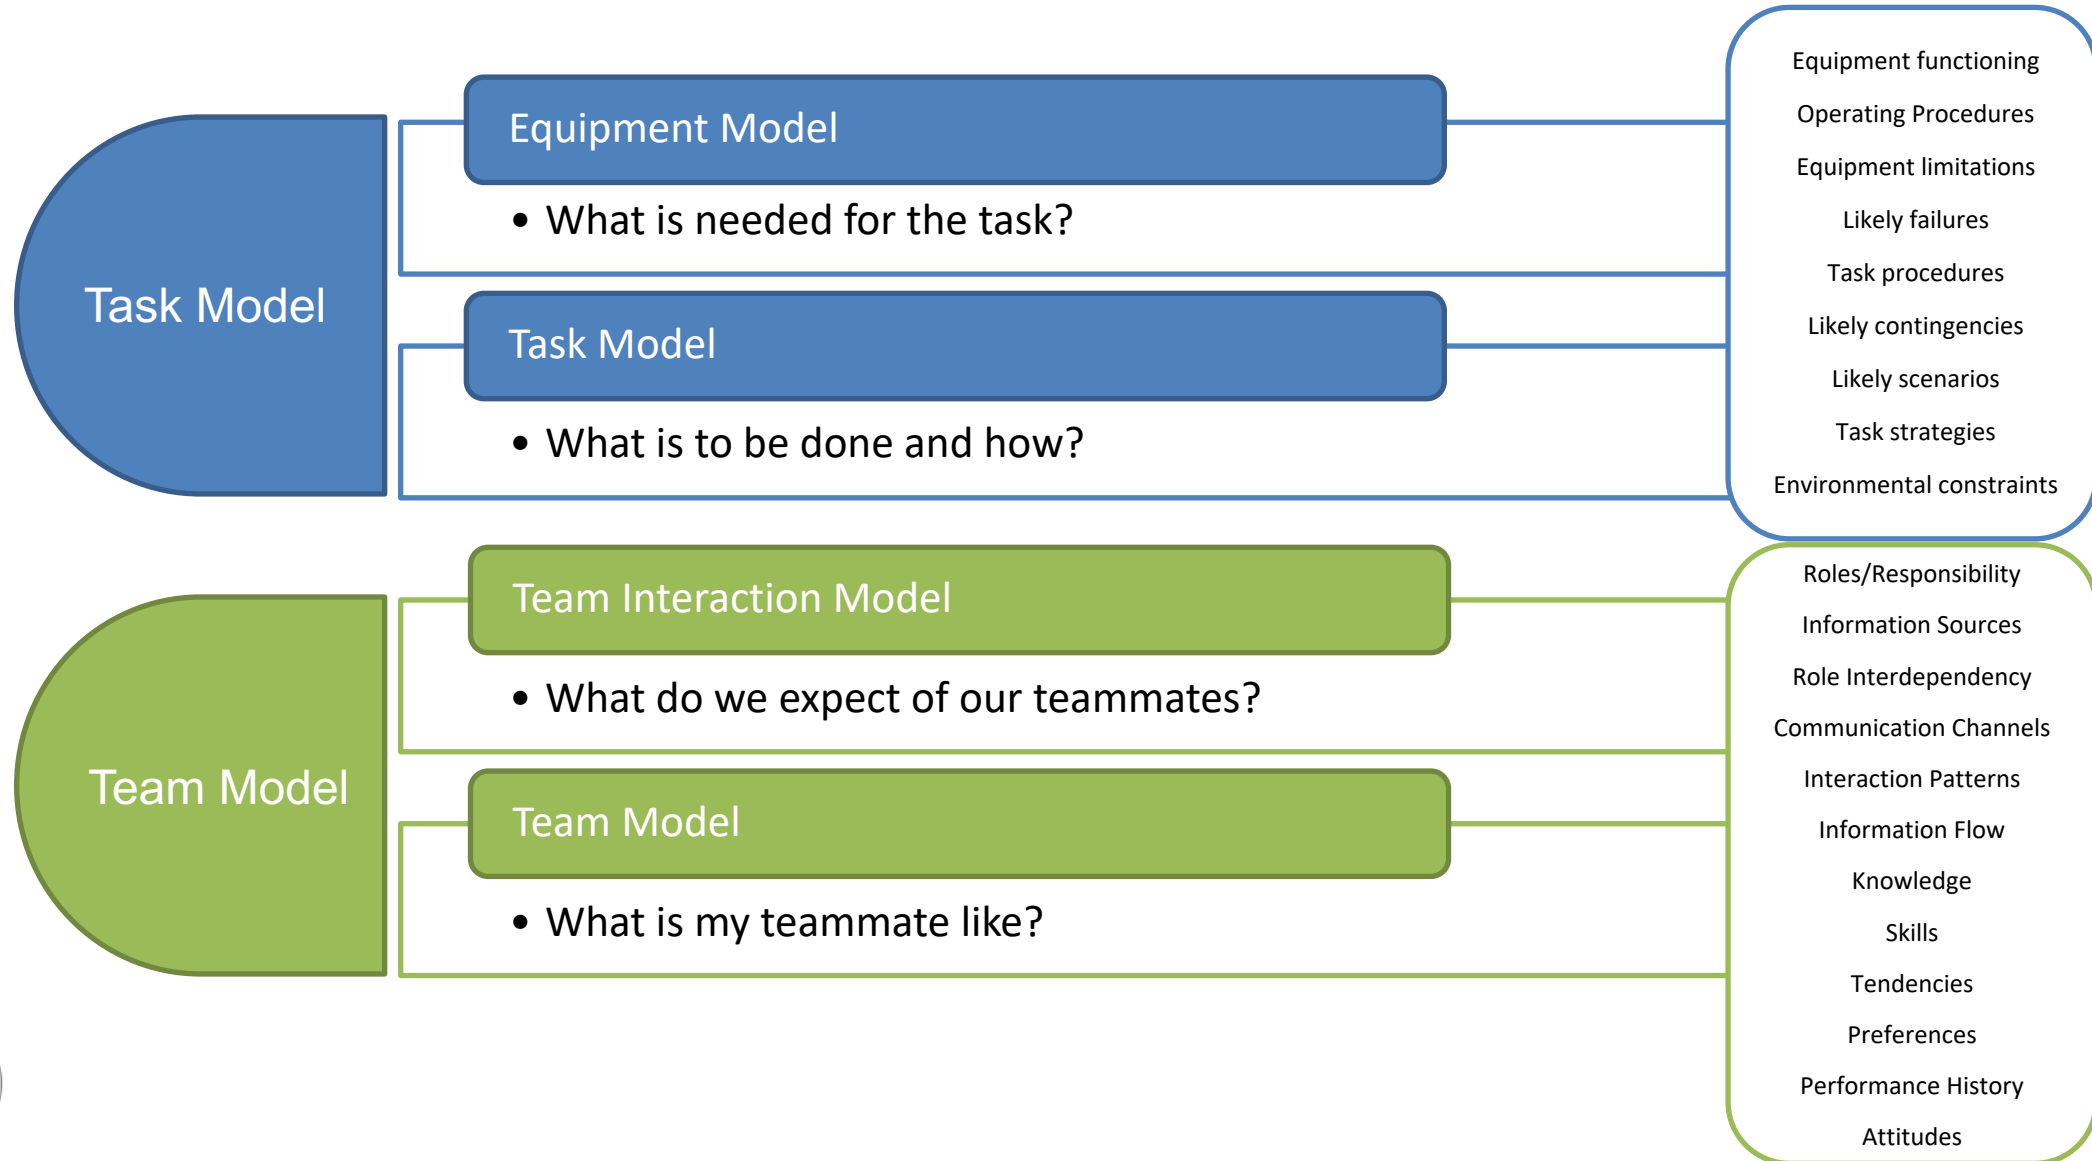 Task Model
Equipment Model
• What is needed for the task?
Task Model
• What is to be done and how?
Equipment functioning
Operating Procedures
Equipment limitations
Likely failures
Task procedures
Likely contingencies
Likely scenarios
Task strategies
Environmental constraints
Team Model
Team Interaction Model
• What do we expect of our teammates?
Team Model
• What is my teammate like?
Roles/Responsibility
Information Sources
Role Interdependency
Communication Channels
Interaction Patterns
Information Flow
Knowledge
Skills
Tendencies
Preferences
Performance History
Attitudes